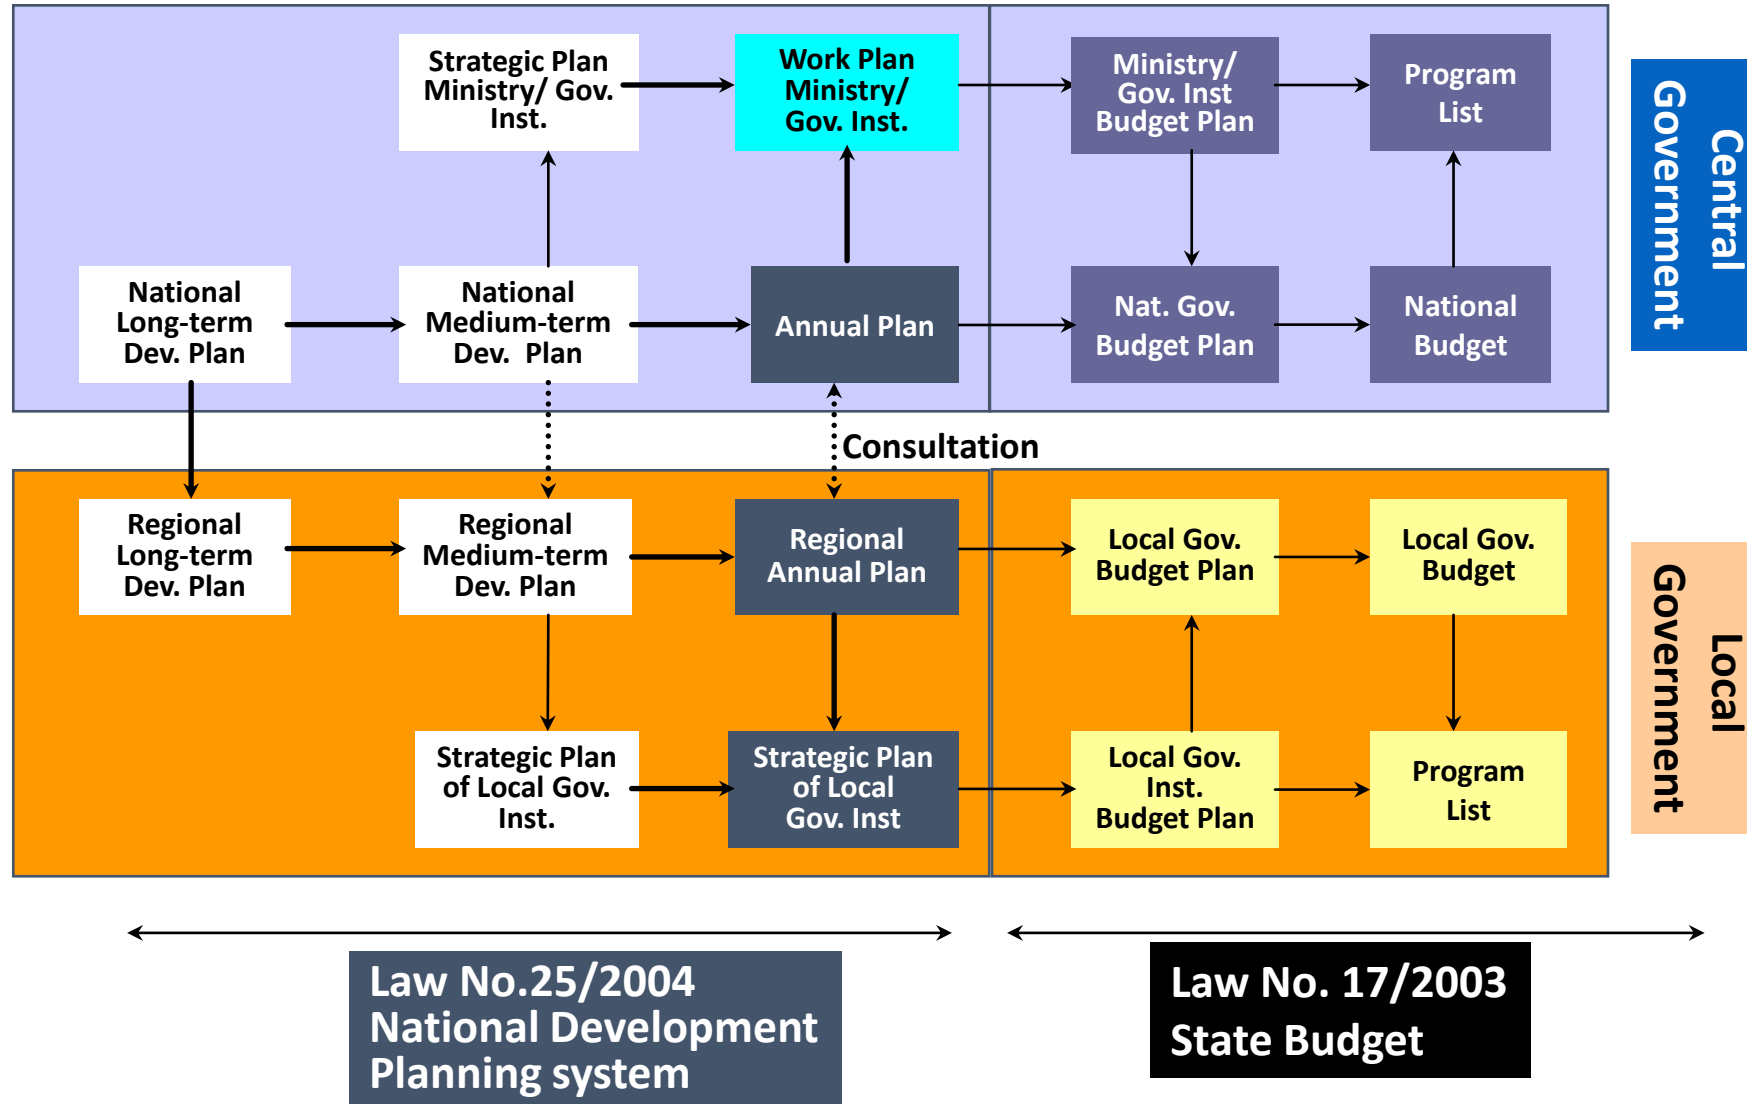 Strategic Plan
Ministry/ Gov.
Inst.
Work Plan
Ministry/
Gov. Inst.
Ministry/
Gov. Inst
Budget Plan
Program
List
National
Long-term
Dev. Plan
National
Medium-term
Dev. Plan
Annual Plan
Nat. Gov.
Budget Plan
National
Budget
Central
Government
Consultation
Regional
Long-term
Dev. Plan
Regional
Medium-term
Dev. Plan
Regional
Annual Plan
Local Gov.
Budget Plan
Local Gov.
Budget
Strategic Plan
of Local Gov.
Inst.
Strategic Plan
of Local
Gov. Inst
Local Gov.
Inst.
Budget Plan
Program
List
Local
Government
Law No.25/2004
National Development
Planning system
Law No. 17/2003
State Budget